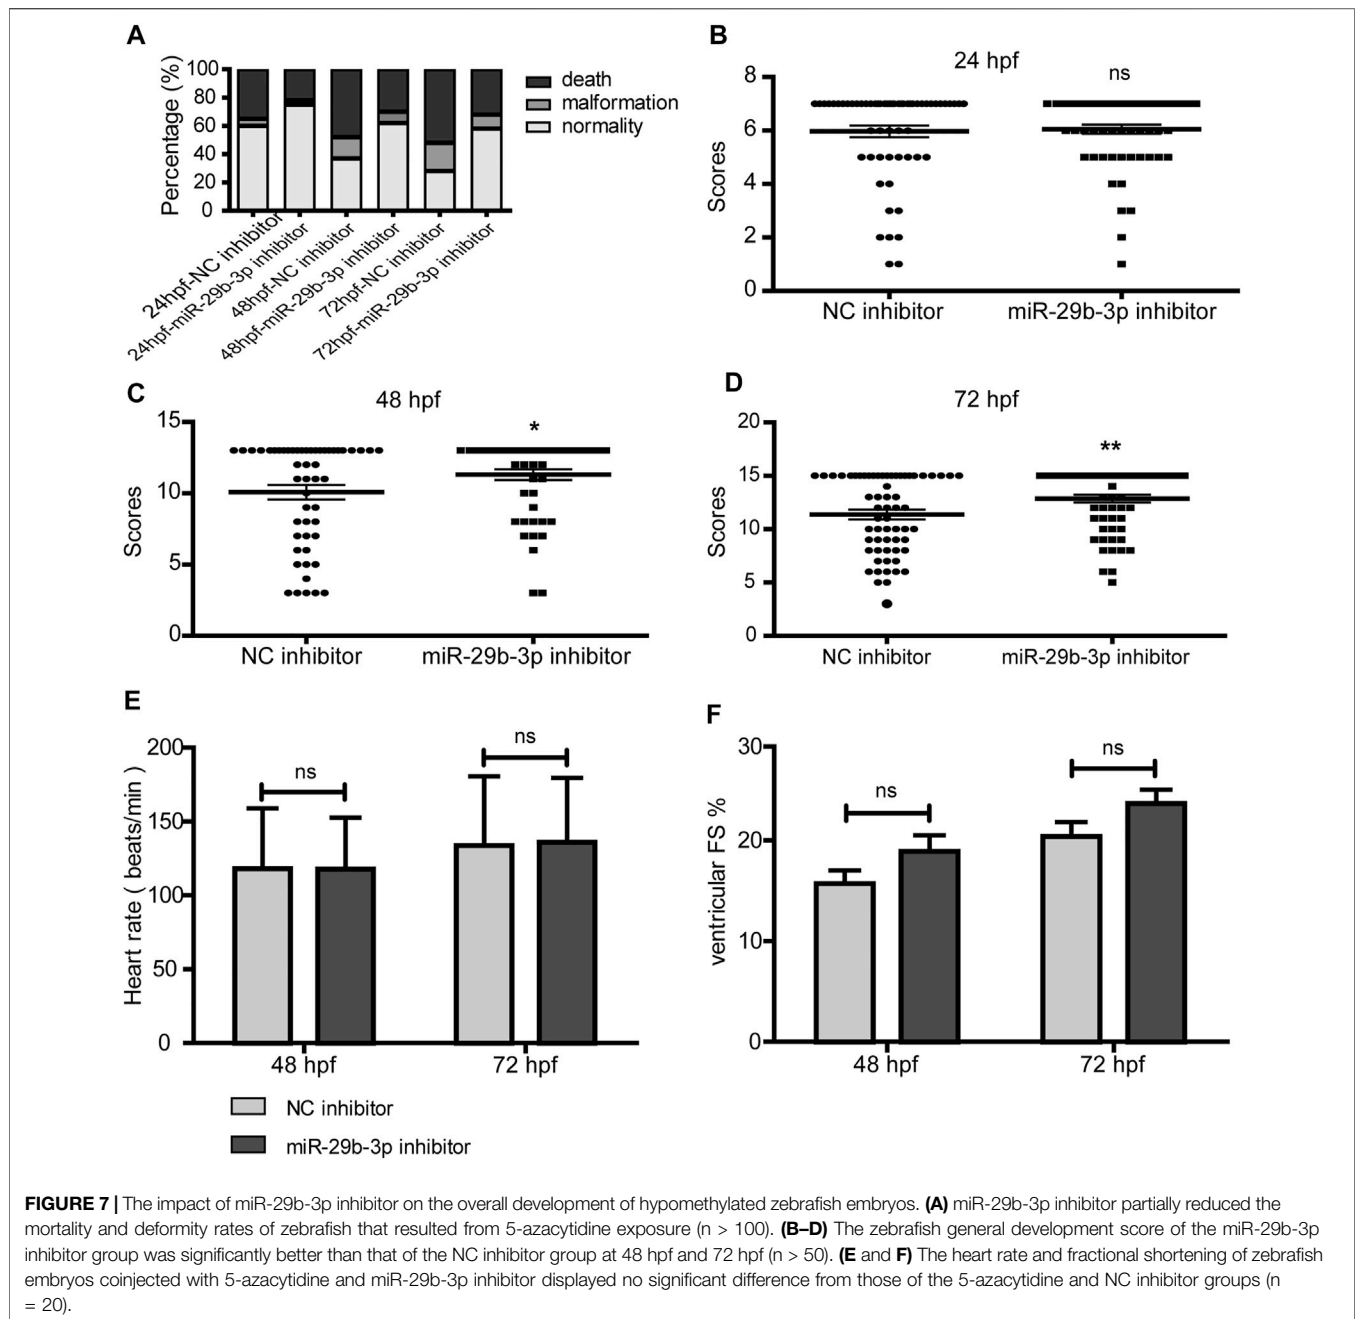 A
Percentage (%)
100
80
60
40
20
0
death
malformation
normality
24hpf-NC inhibitor
24hpf-miR-29b-3p inhibitor
48hpf-NC inhibitor
48hpf-miR-29b-3p inhibitor
72hpf-NC inhibitor
72hpf-miR-29b-3p inhibitor
B
24 hpf
ns
Scores
8
6
4
2
0
NC inhibitor
miR-29b-3p inhibitor
C
48 hpf
*
Scores
15
10
5
0
NC inhibitor
miR-29b-3p inhibitor
D
72 hpf
**
Scores
20
15
10
5
0
NC inhibitor
miR-29b-3p inhibitor
E
Heart rate ( beats/min )
200
150
100
50
0
ns
ns
48 hpf
72 hpf
NC inhibitor
miR-29b-3p inhibitor
F
ventricular FS %
30
20
10
0
ns
ns
48 hpf
72 hpf
FIGURE 7 | The impact of miR-29b-3p inhibitor on the overall development of hypomethylated zebrafish embryos. (A) miR-29b-3p inhibitor partially reduced the
mortality and deformity rates of zebrafish that resulted from 5-azacytidine exposure (n > 100). (B–D) The zebrafish general development score of the miR-29b-3p
inhibitor group was significantly better than that of the NC inhibitor group at 48 hpf and 72 hpf (n > 50). (E and F) The heart rate and fractional shortening of zebrafish
embryos coinjected with 5-azacytidine and miR-29b-3p inhibitor displayed no significant difference from those of the 5-azacytidine and NC inhibitor groups (n
= 20).